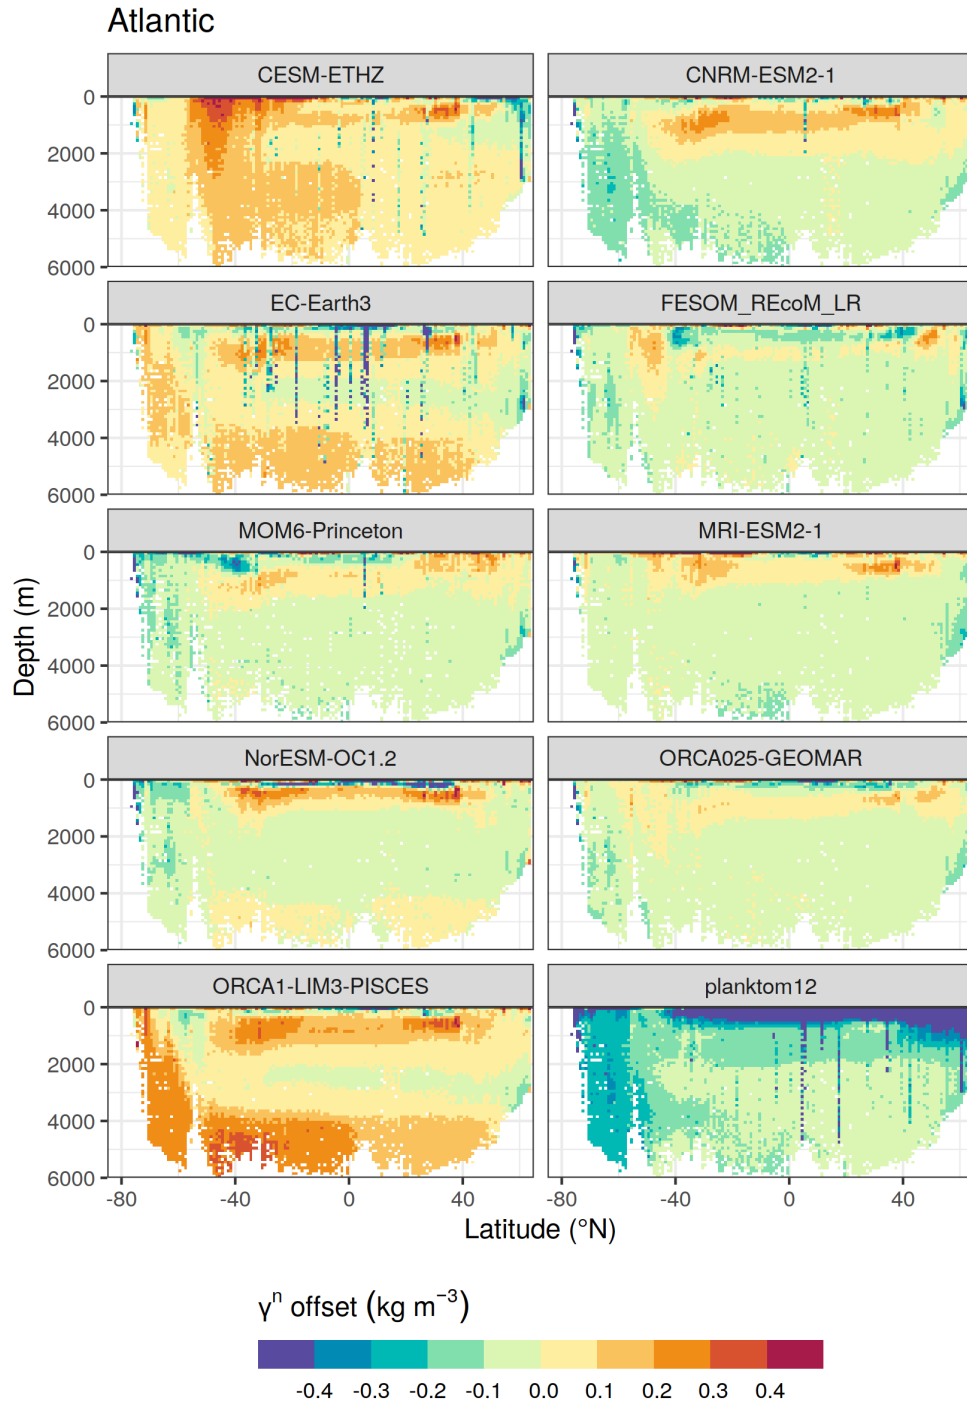 Atlantic
CESM-ETHZ
CNRM-ESM2-1
0
2000
4000
6000
EC-Earth3
FESOM_REcoM_LR
0
2000
4000
6000
MOM6-Princeton
MRI-ESM2-1
0
2000
4000
6000
Depth (m)
NorESM-OC1.2
ORCA025-GEOMAR
0
2000
4000
6000
ORCA1-LIM3-PISCES
planktom12
0
2000
4000
6000
-80 -40 0 40 -80 -40 0 40
Latitude (°N)
γⁿ offset (kg m⁻³)
-0.4 -0.3 -0.2 -0.1 0.0 0.1 0.2 0.3 0.4